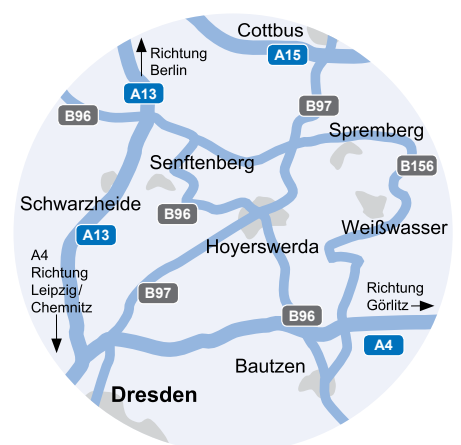 Cottbus
Richtung
Berlin
A15
A13
B97
B96
Spremberg
Senftenberg
B156
Schwarzheide
B96
Weißwasser
A13
Hoyerswerda
A4
Richtung
Leipzig/
Chemnitz
Richtung
Görlitz
B97
B96
A4
Bautzen
Dresden